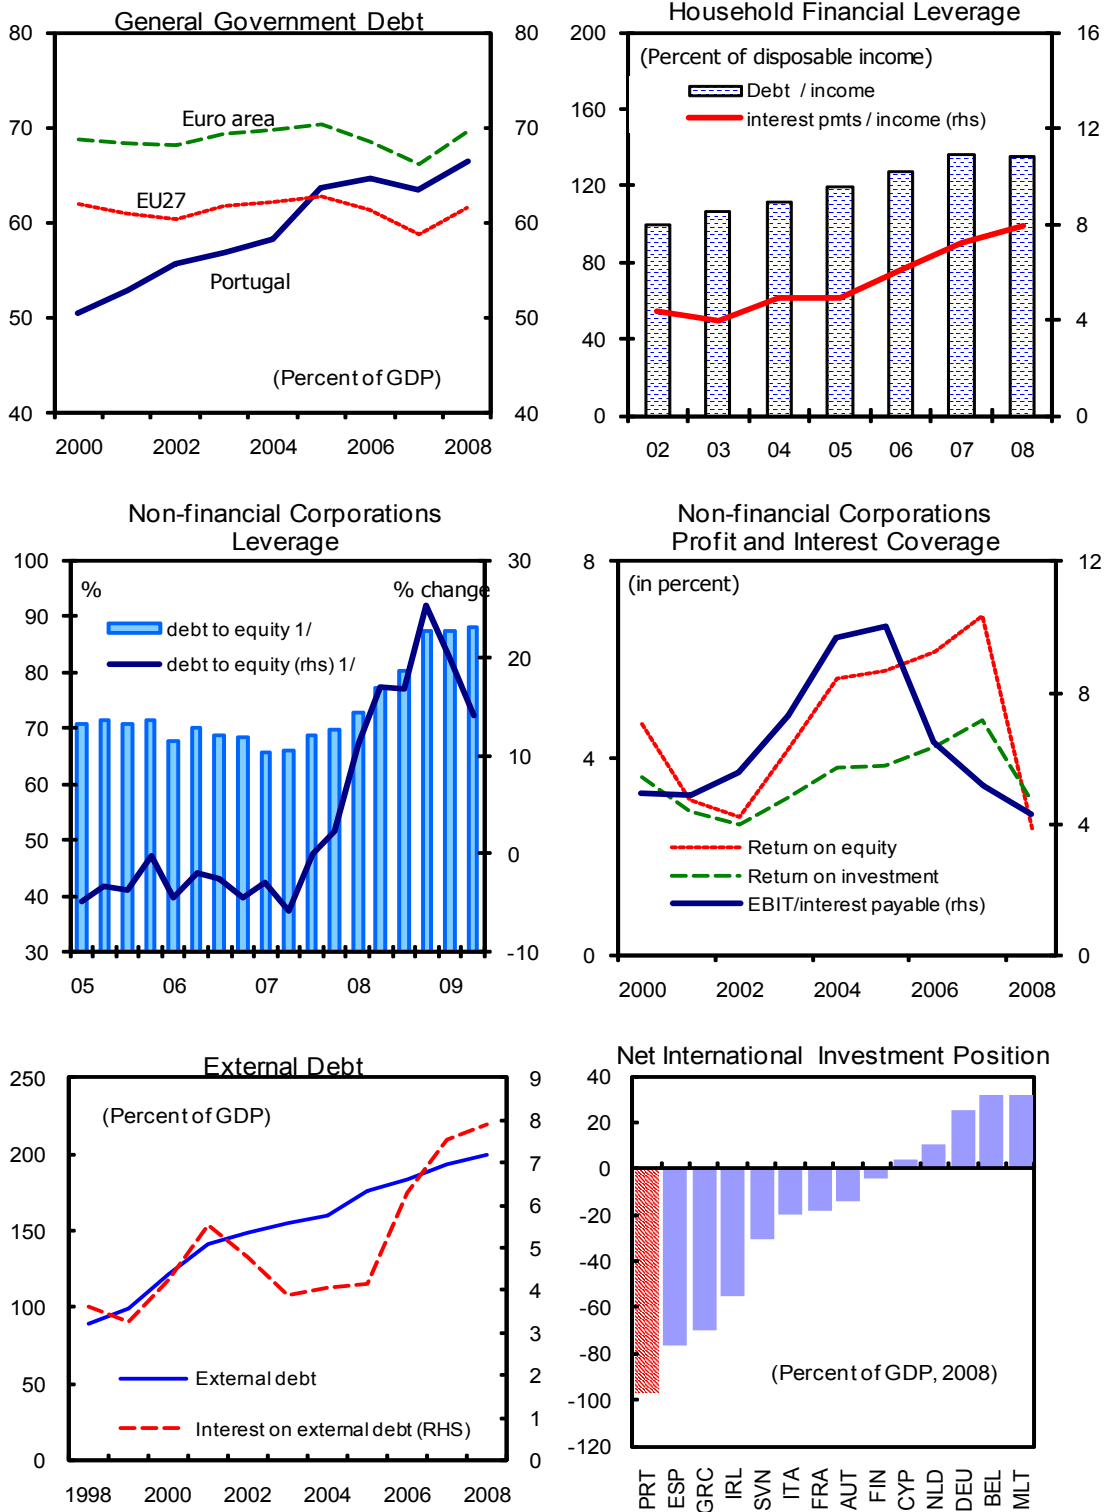 General Government Debt
80
70
60
50
40
80
70
60
50
40
Euro area
EU27
Portugal
(Percent of GDP)
2000 2002 2004 2006 2008
Household Financial Leverage
200
160
120
80
40
0
16
12
8
4
0
(Percent of disposable income)
Debt / income
interest pmts / income (rhs)
02 03 04 05 06 07 08
Non-financial Corporations
Leverage
100
90
80
70
60
50
40
30
30
20
10
0
-10
% % change
debt to equity 1/
debt to equity (rhs) 1/
05 06 07 08 09
Non-financial Corporations
Profit and Interest Coverage
8
4
0
12
8
4
0
(in percent)
Return on equity
Return on investment
EBIT/interest payable (rhs)
2000 2002 2004 2006 2008
External Debt
250
200
150
100
50
0
9
8
7
6
5
4
3
2
1
0
(Percent of GDP)
External debt
Interest on external debt (RHS)
1998 2000 2002 2004 2006 2008
Net International Investment Position
40
20
0
-20
-40
-60
-80
-100
-120
(Percent of GDP, 2008)
PRT ESP GRC IRL SVN ITA FRA AUT FIN CYP NLD DEU BEL MLT